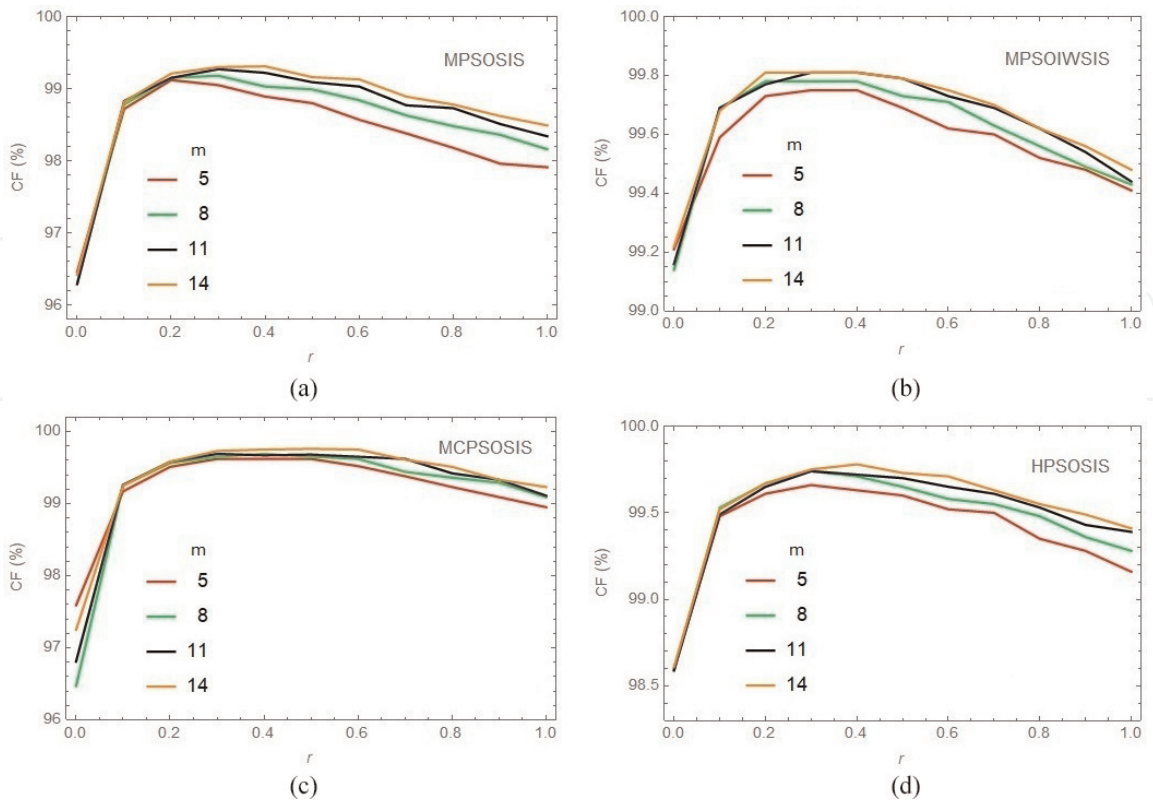 MPSOSIS
CF (%)
100
99
98
97
96
m
5
8
11
14
0.0 0.2 0.4 0.6 0.8 1.0
r
(a)
MPSOIWSIS
CF (%)
100.0
99.8
99.6
99.4
99.2
99.0
m
5
8
11
14
0.0 0.2 0.4 0.6 0.8 1.0
r
(b)
MCPSOSIS
CF (%)
100
99
98
97
96
m
5
8
11
14
0.0 0.2 0.4 0.6 0.8 1.0
r
(c)
HPSOSIS
CF (%)
100.0
99.5
99.0
98.5
m
5
8
11
14
0.0 0.2 0.4 0.6 0.8 1.0
r
(d)